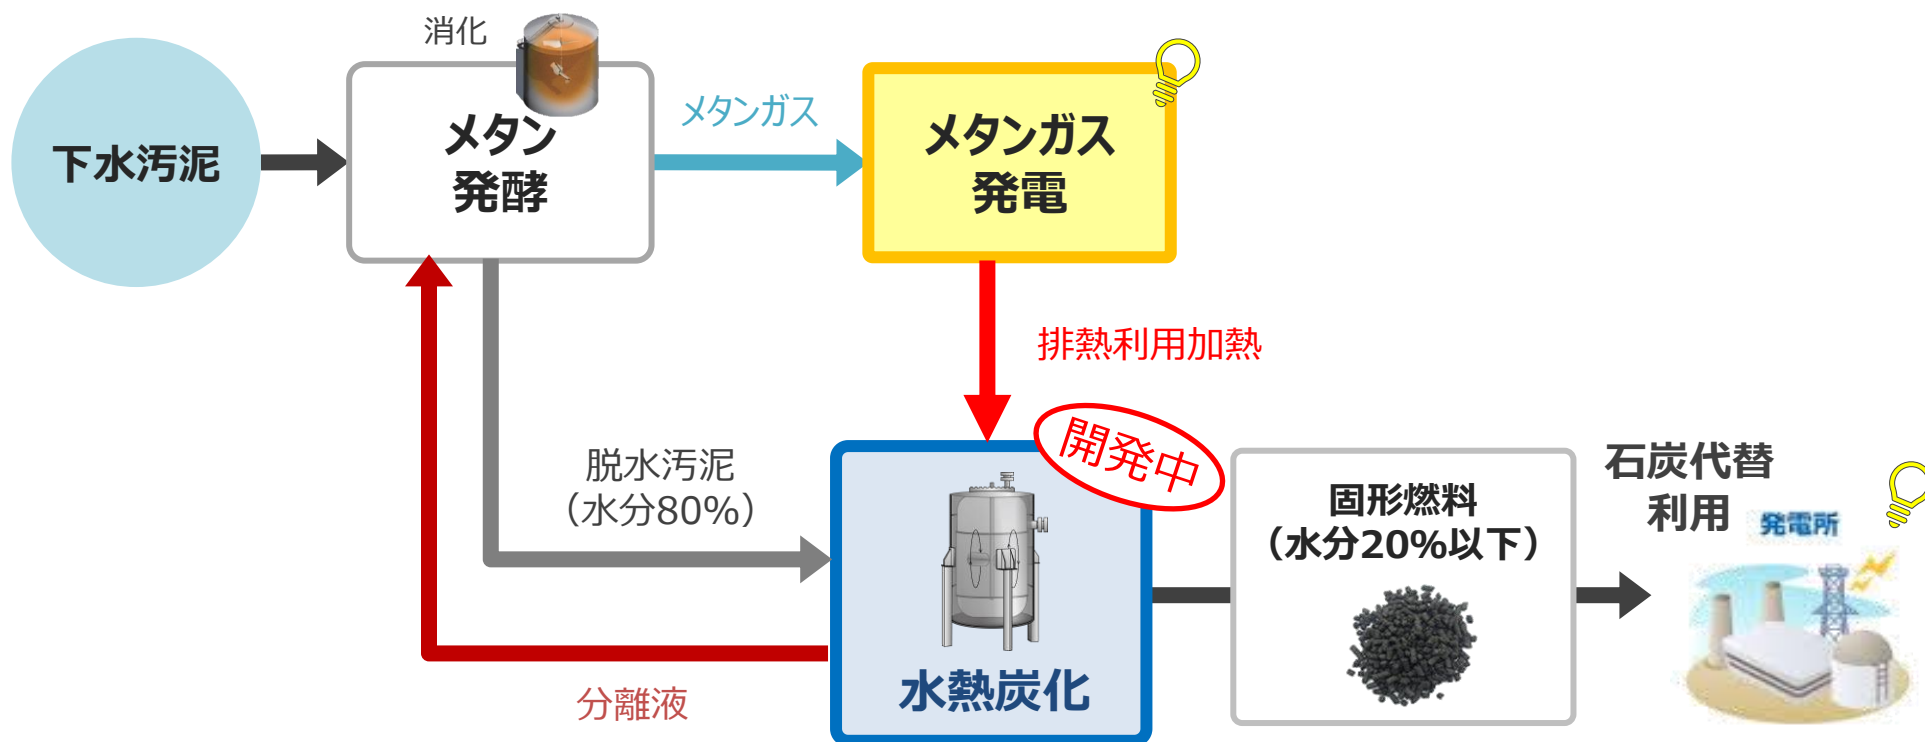 消化
下水汚泥
メタン
発酵
メタンガス
メタンガス
発電
排熱利用加熱
開発中
脱水汚泥
（水分80%）
水熱炭化
分離液
固形燃料
（水分20%以下）
石炭代替
利用
発電所